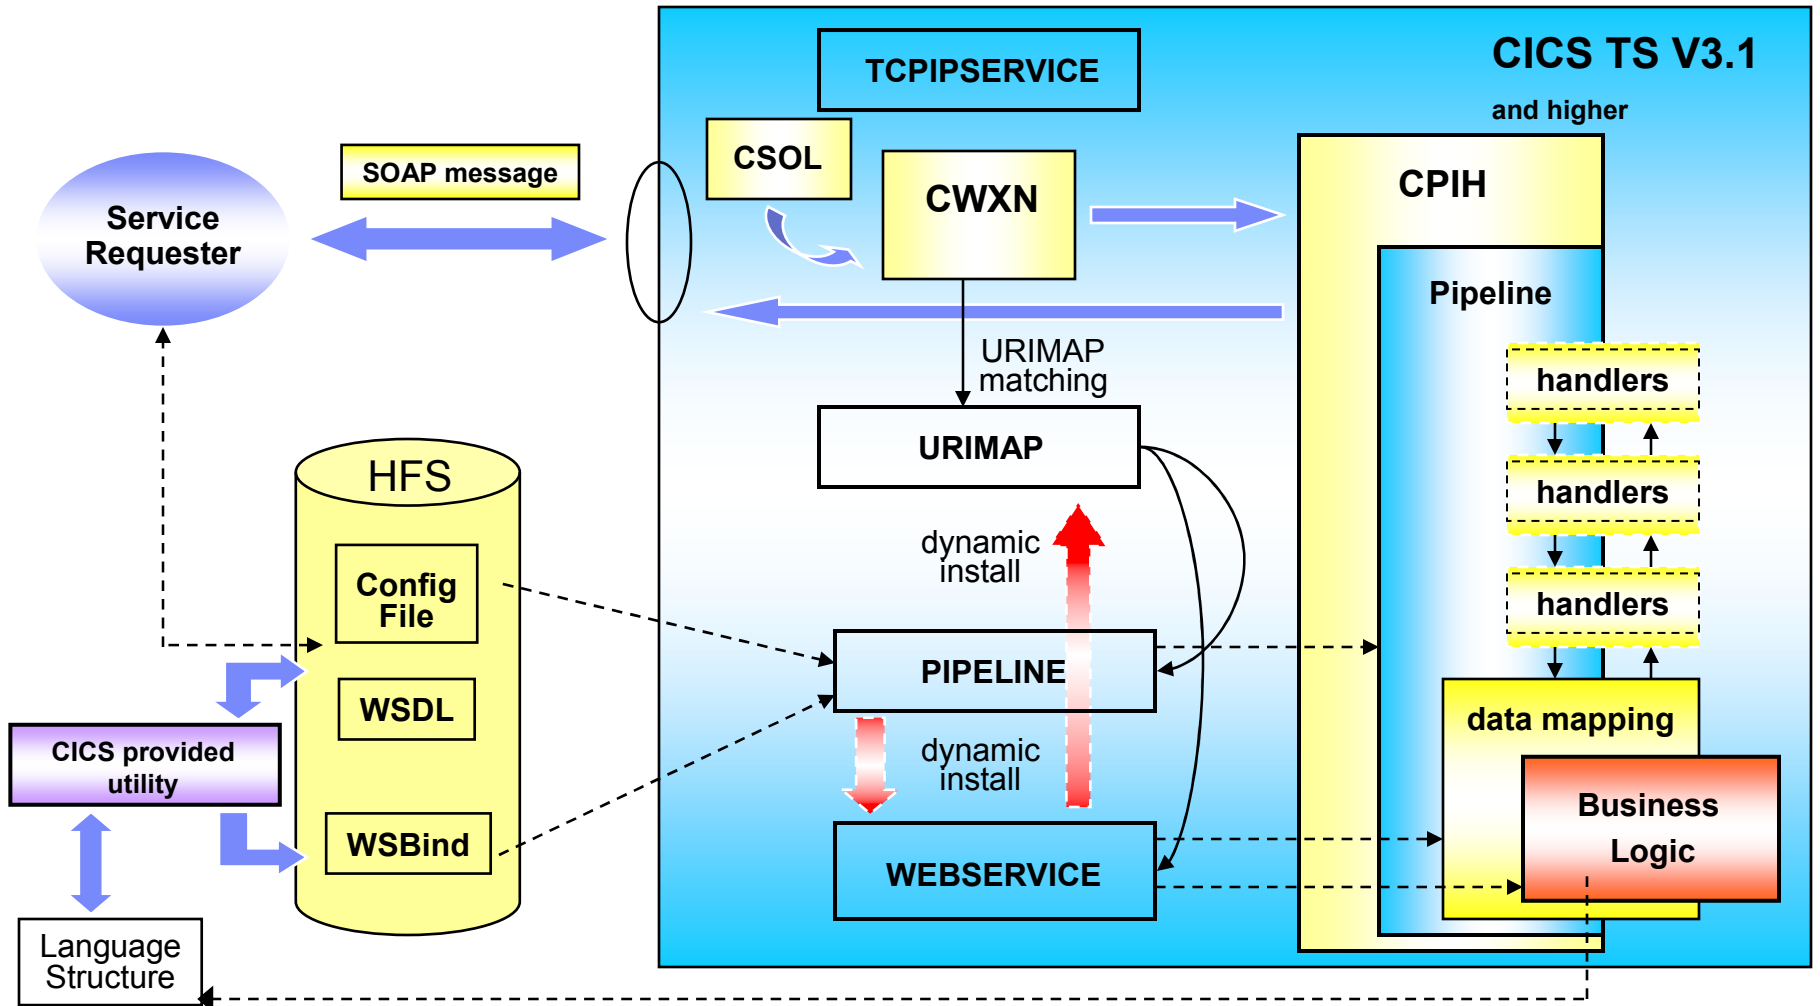 CICS TS V3.1
and higher
TCPIPSERVICE
CSOL
SOAP message
CWXN
CPIH
Service
Requester
Pipeline
URIMAP
matching
handlers
URIMAP
HFS
handlers
dynamic
install
Config
File
handlers
PIPELINE
WSDL
data mapping
CICS provided
utility
dynamic
install
Business
Logic
WSBind
WEBSERVICE
Language
Structure